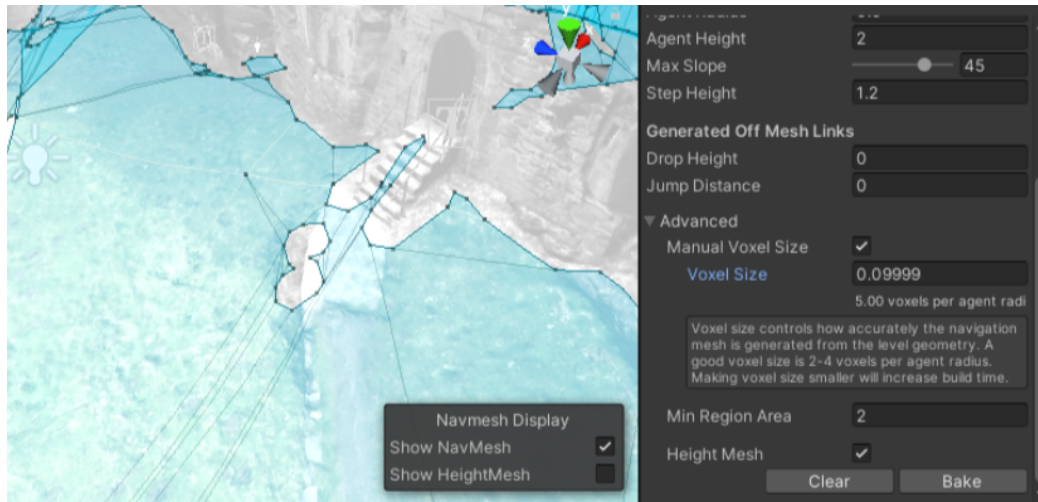 Agent Height
2
Max Slope
45
Step Height
1.2
Generated Off Mesh Links
Drop Height
0
Jump Distance
0
Advanced
Manual Voxel Size
Voxel Size
0.09999
5.00 voxels per agent radi
Voxel size controls how accurately the navigation
mesh is generated from the level geometry. A
good voxel size is 2-4 voxels per agent radius.
Making voxel size smaller will increase build time.
Min Region Area
2
Height Mesh
Clear
Bake
Navmesh Display
Show NavMesh
Show HeightMesh